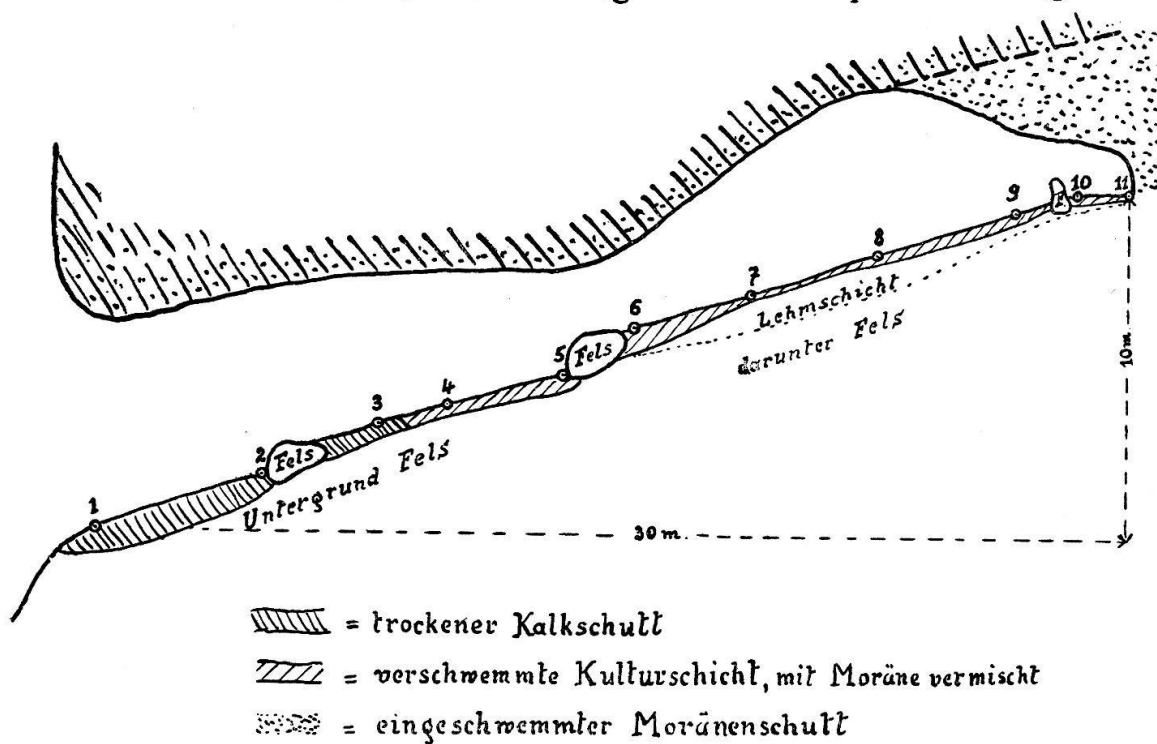 11
10
9
F
8
7
6
Lehmschicht
darunter Fels
Fels
5
4
3
2
Fels
Untergrund Fels
1
10 m
30 m.
= trockener Kalkschutt
= verschwemmte Kulturschicht, mit Moräne vermischt
= eingeschwemmter Moränenschutt